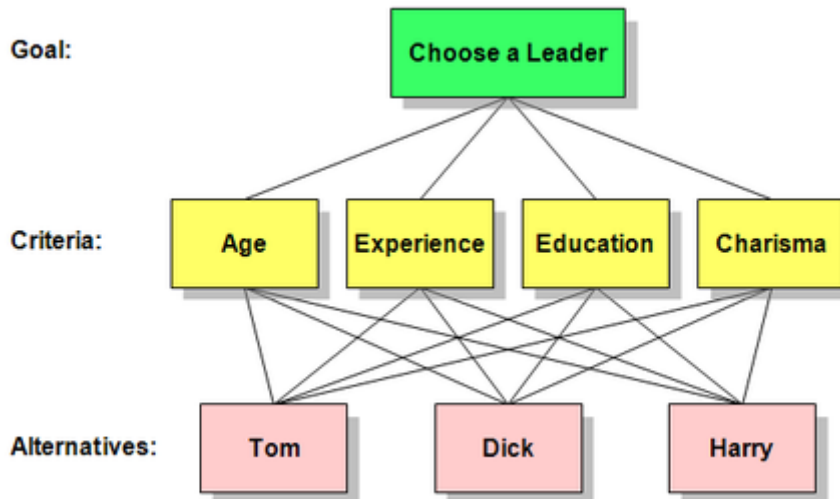 Goal:
Choose a Leader
Criteria:
Age
Experience
Education
Charisma
Alternatives:
Tom
Dick
Harry